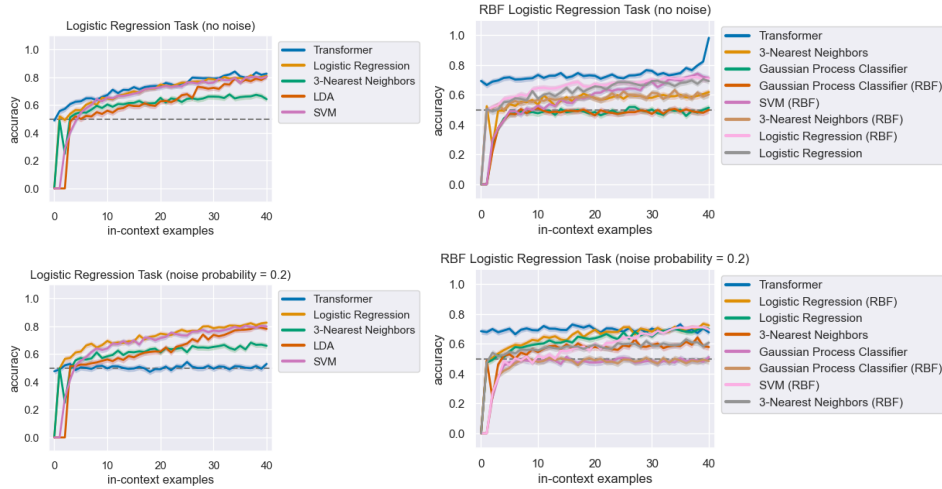 Logistic Regression Task (no noise)
accuracy
1.0
0.8
0.6
0.4
0.2
0.0
0 10 20 30 40
in-context examples
Transformer
Logistic Regression
3-Nearest Neighbors
LDA
SVM
RBF Logistic Regression Task (no noise)
accuracy
1.0
0.8
0.6
0.4
0.2
0.0
0 10 20 30 40
in-context examples
Transformer
3-Nearest Neighbors
Gaussian Process Classifier
Gaussian Process Classifier (RBF)
SVM (RBF)
3-Nearest Neighbors (RBF)
Logistic Regression (RBF)
Logistic Regression
Logistic Regression Task (noise probability = 0.2)
accuracy
1.0
0.8
0.6
0.4
0.2
0.0
0 10 20 30 40
in-context examples
Transformer
Logistic Regression
3-Nearest Neighbors
LDA
SVM
RBF Logistic Regression Task (noise probability = 0.2)
accuracy
1.0
0.8
0.6
0.4
0.2
0.0
0 10 20 30 40
in-context examples
Transformer
Logistic Regression (RBF)
Logistic Regression
3-Nearest Neighbors
Gaussian Process Classifier
Gaussian Process Classifier (RBF)
SVM (RBF)
3-Nearest Neighbors (RBF)